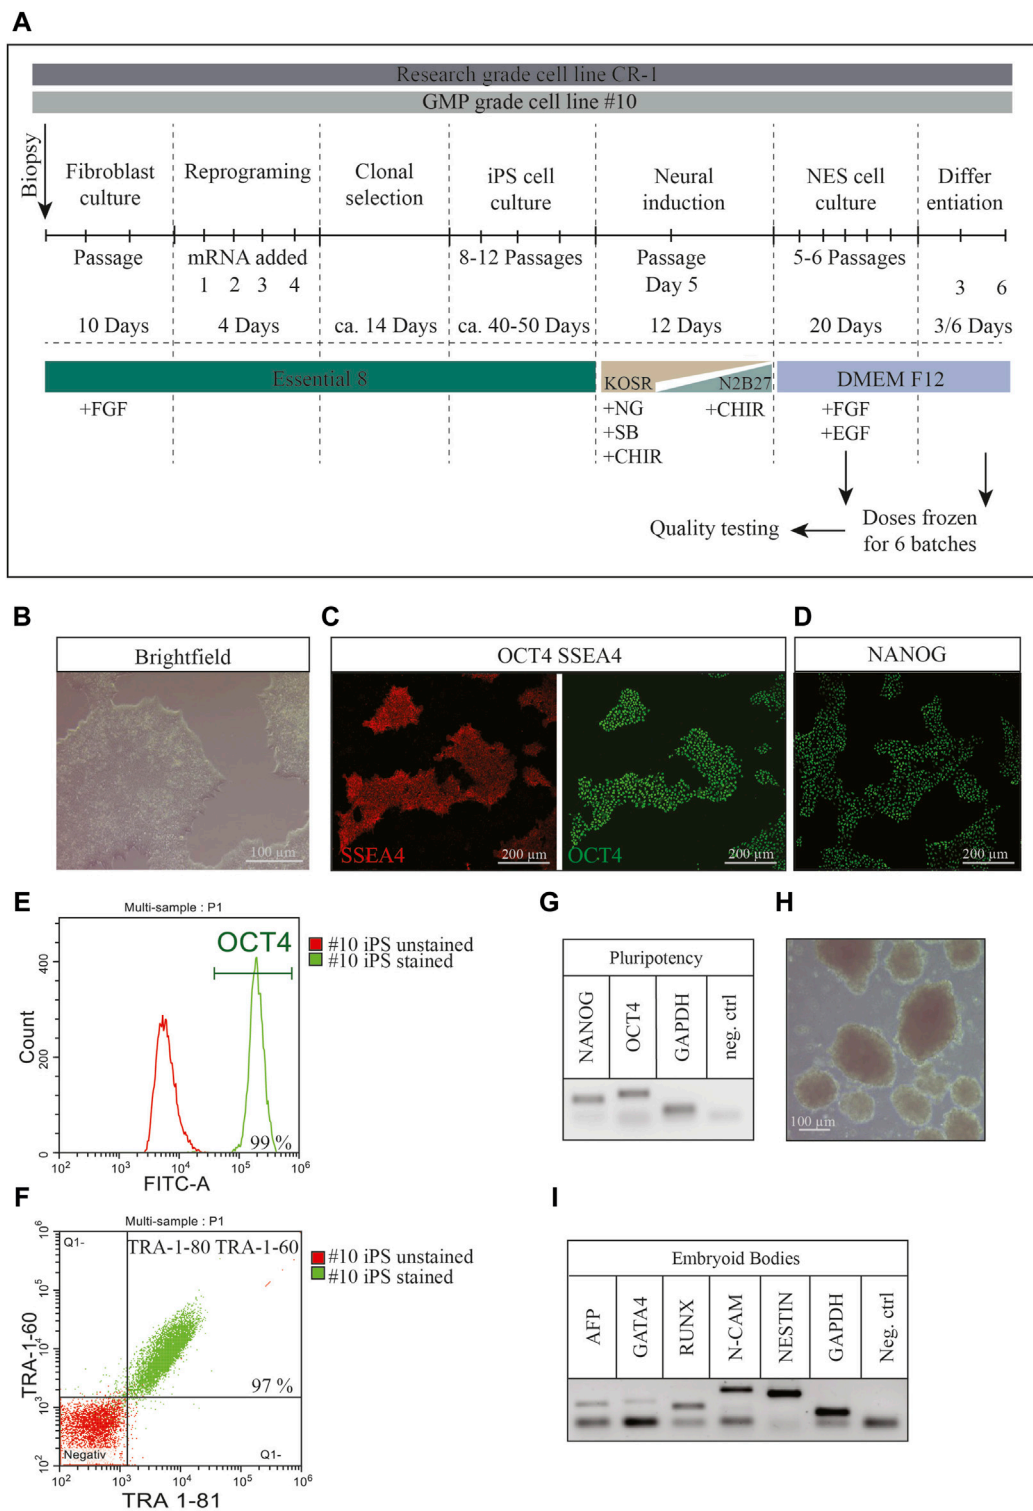 A
Research grade cell line CR-1
GMP grade cell line #10
Biopsy
Fibroblast
culture
Reprograming
Clonal
selection
iPS cell
culture
Neural
induction
NES cell
culture
Differ
entiation
Passage
mRNA added
1 2 3 4
8-12 Passages
Passage
Day 5
5-6 Passages
3 6
10 Days
4 Days
ca. 14 Days
ca. 40-50 Days
12 Days
20 Days
3/6 Days
Essential 8
KOSR
N2B27
DMEM F12
+FGF
+NG
+SB
+CHIR
+CHIR
+FGF
+EGF
Quality testing
Doses frozen
for 6 batches
B
Brightfield
100 µm
C
OCT4 SSEA4
SSEA4
200 µm
OCT4
200 µm
D
NANOG
200 µm
E
Multi-sample : P1
OCT4
#10 iPS unstained
#10 iPS stained
Count
400
200
0
99 %
10² 10³ 10⁴ 10⁵ 10⁶
FITC-A
F
Multi-sample : P1
Q1-
TRA-1-80 TRA-1-60
#10 iPS unstained
#10 iPS stained
TRA-1-60
10⁶
10⁵
10⁴
10³
10²
97 %
Negativ
Q1-
10² 10³ 10⁴ 10⁵ 10⁶
TRA 1-81
G
Pluripotency
NANOG
OCT4
GAPDH
neg. ctrl
H
100 µm
I
Embryoid Bodies
AFP
GATA4
RUNX
N-CAM
NESTIN
GAPDH
Neg. ctrl